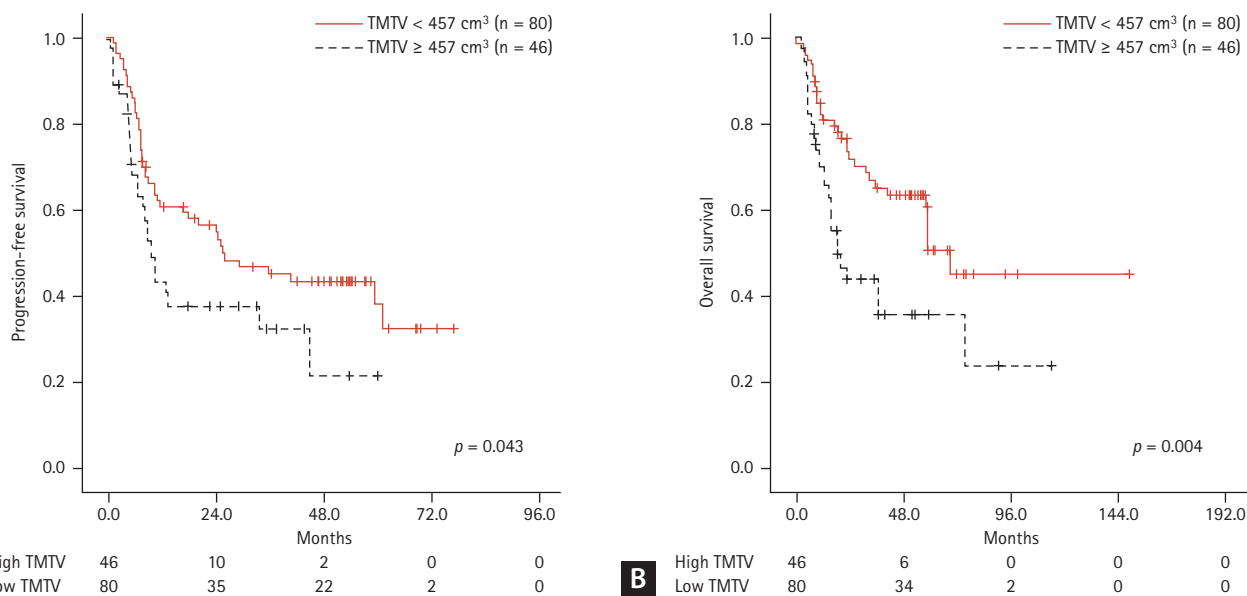 TMTV < 457 cm³ (n = 80)
TMTV ≥ 457 cm³ (n = 46)
1.0
0.8
0.6
0.4
0.2
0.0
Progression-free survival
p = 0.043
0.0 24.0 48.0 72.0 96.0
Months
igh TMTV 46 10 2 0 0
ow TMTV 80 35 22 2 0
TMTV < 457 cm³ (n = 80)
TMTV ≥ 457 cm³ (n = 46)
1.0
0.8
0.6
0.4
0.2
0.0
Overall survival
p = 0.004
0.0 48.0 96.0 144.0 192.0
Months
B
High TMTV 46 6 0 0 0
Low TMTV 80 34 2 0 0